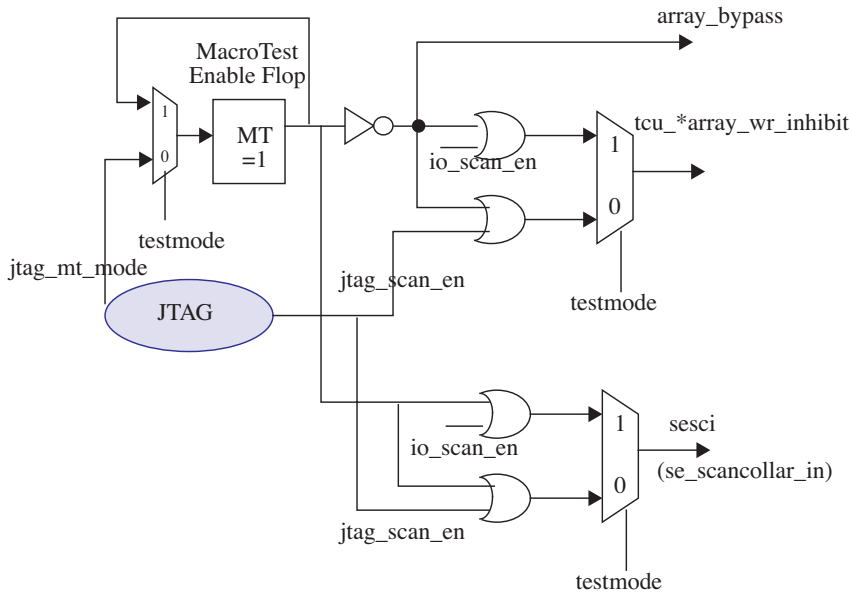 array_bypass
MacroTest
Enable Flop
1
0
MT
=1
tcu_*array_wr_inhibit
io_scan_en
1
0
testmode
jtag_mt_mode
JTAG
jtag_scan_en
testmode
io_scan_en
1
0
sesci
(se_scancollar_in)
jtag_scan_en
testmode